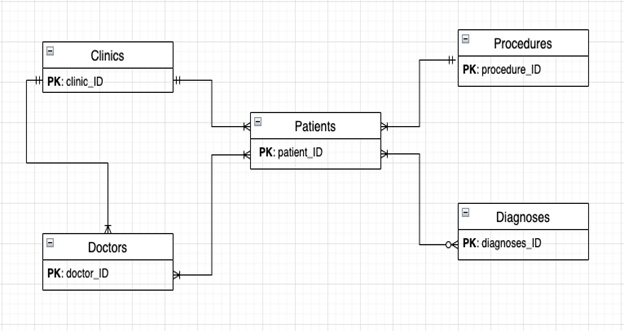 Clinics
PK: clinic_ID
Procedures
PK: procedure_ID
Patients
PK: patient_ID
Diagnoses
PK: diagnoses_ID
Doctors
PK: doctor_ID